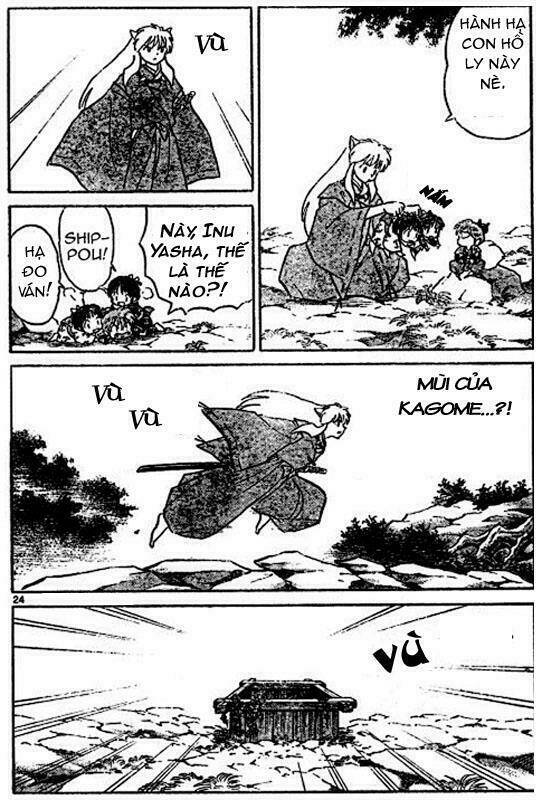 HÀNH HẠ
CON HỒ
LY NÀY
NÈ.
NẮM
VÙ
NÀY, INU
YASHA, THẾ
LÀ THẾ
NÀO?!
SHIP-
POU!
HẠ
ĐO
VÁN!
MÙI CỦA
KAGOME...?!
VÙ
VÙ
24
VÙ